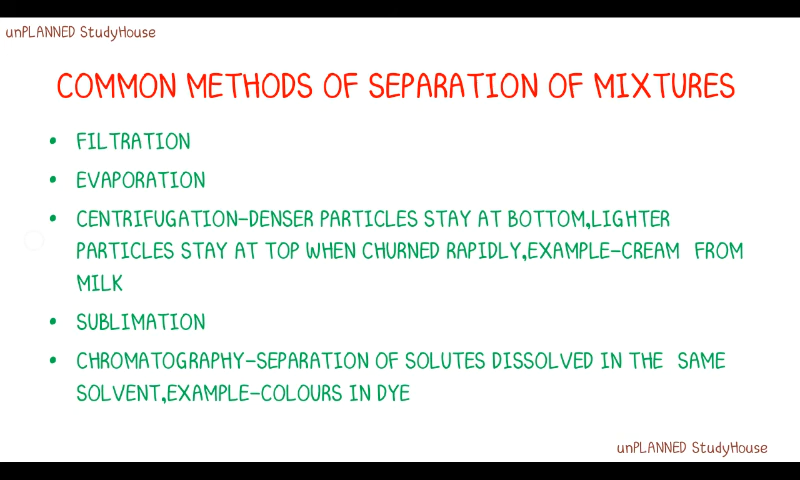 unPLANNED StudyHouse
COMMON METHODS OF SEPARATION OF MIXTURES
• FILTRATION
• EVAPORATION
• CENTRIFUGATION-DENSER PARTICLES STAY AT BOTTOM,LIGHTER
PARTICLES STAY AT TOP WHEN CHURNED RAPIDLY,EXAMPLE-CREAM FROM
MILK
• SUBLIMATION
• CHROMATOGRAPHY-SEPARATION OF SOLUTES DISSOLVED IN THE SAME
SOLVENT,EXAMPLE-COLOURS IN DYE
unPLANNED StudyHouse